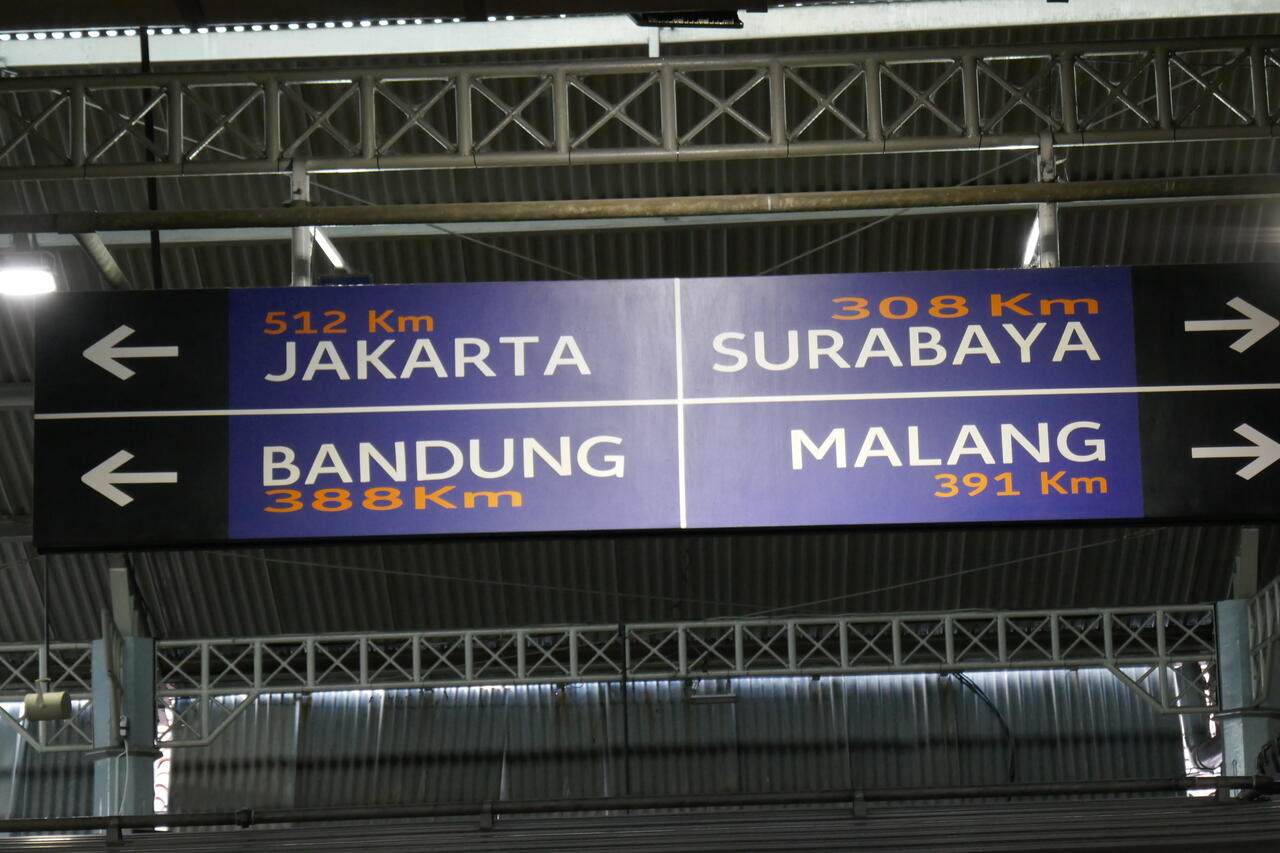 512 Km
JAKARTA
308 Km
SURABAYA
BANDUNG
388Km
MALANG
391 Km